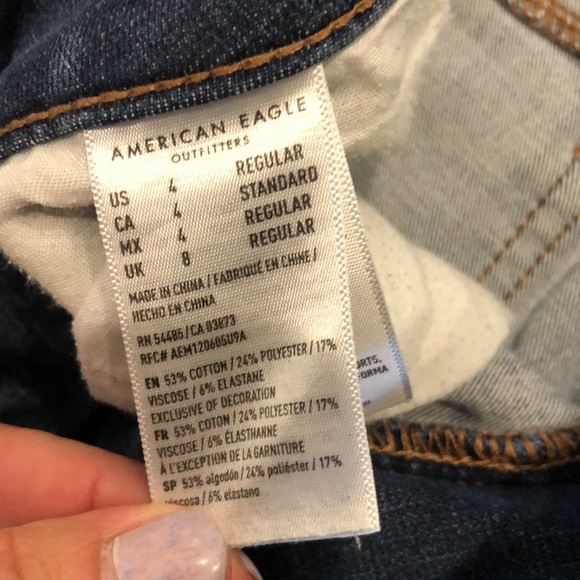 AMERICAN EAGLE
OUTFITTERS
US 4 REGULAR
CA 4 STANDARD
MX 4 REGULAR
UK 8 REGULAR
MADE IN CHINA / FABRIQUÉ EN CHINE /
HECHO EN CHINA
RN 54485 / CA 03873
RFC# AEM120605U9A
EN 53% COTTON / 24% POLYESTER / 17%
VISCOSE / 6% ELASTANE
EXCLUSIVE OF DECORATION
FR 53% COTON / 24% POLYESTER / 17%
VISCOSE / 6% ÉLASTHANNE
À L'EXCEPTION DE LA GARNITURE
SP 53% algodón / 24% poliéster / 17%
viscosa / 6% elastano